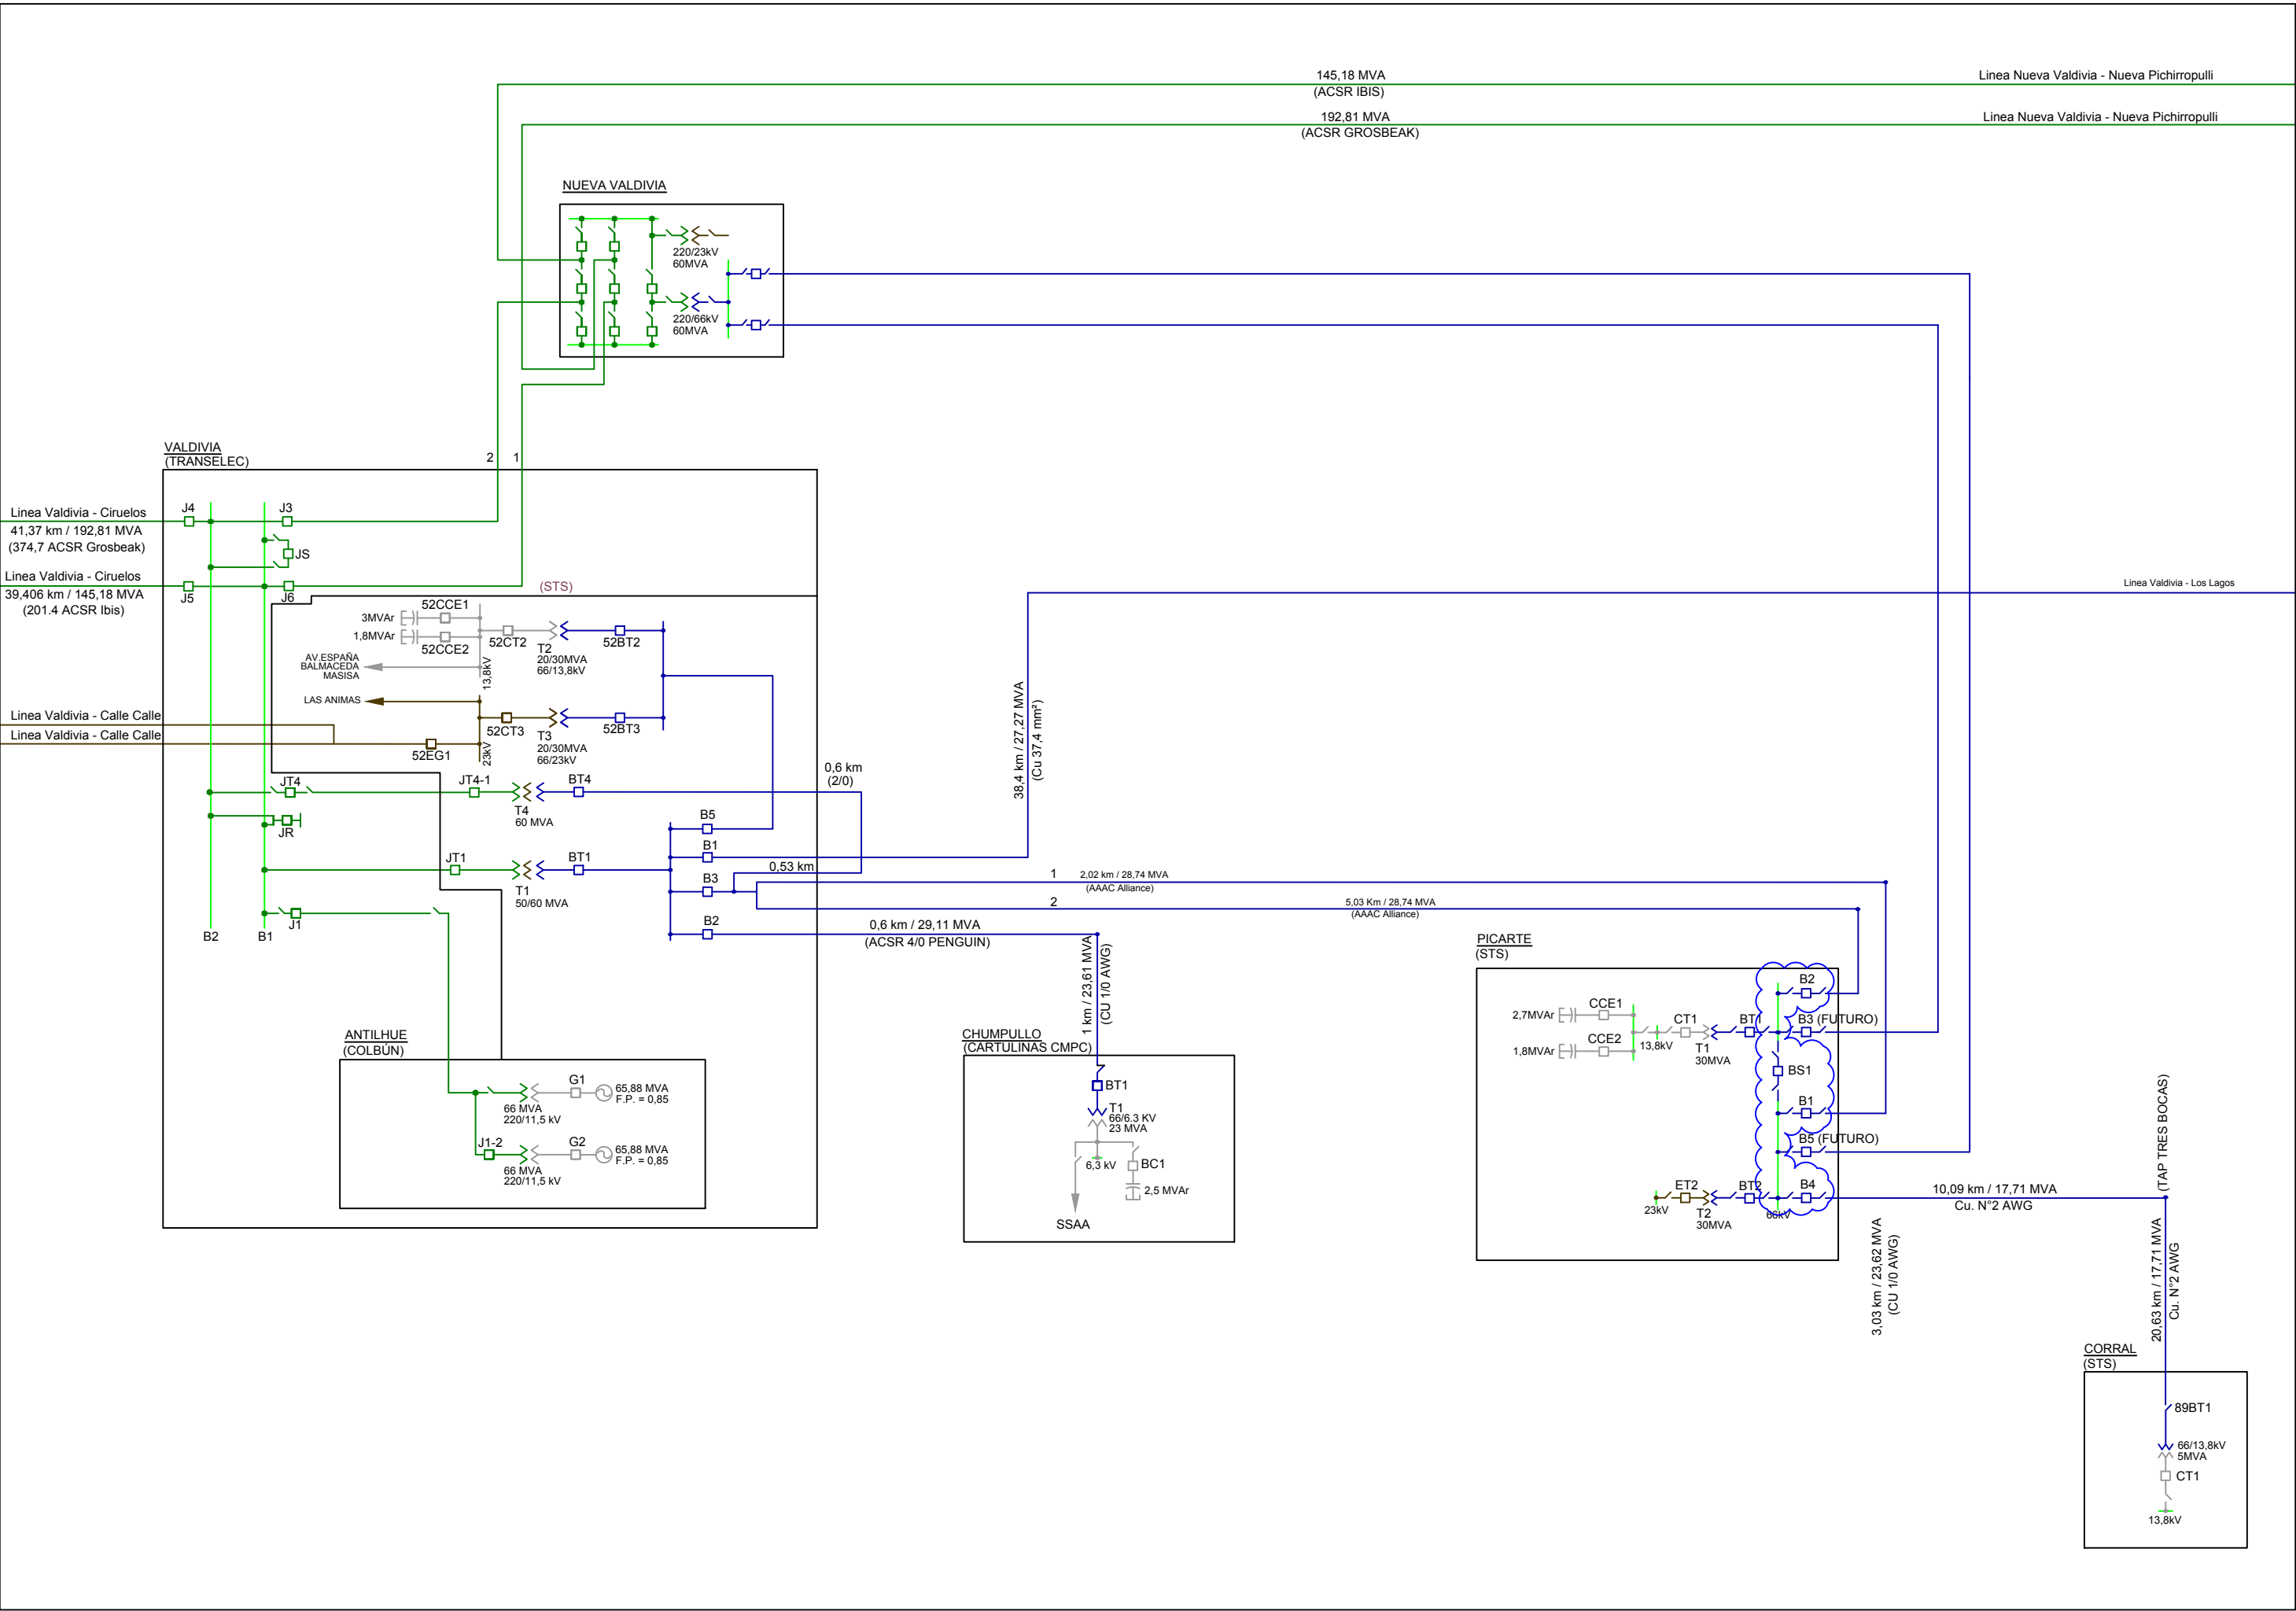 145,18 MVA
(ACSR IBIS)
Linea Nueva Valdivia - Nueva Pichirropulli
192,81 MVA
(ACSR GROSBEAK)
Linea Nueva Valdivia - Nueva Pichirropulli
NUEVA VALDIVIA
220/23kV
60MVA
220/66kV
60MVA
VALDIVIA
(TRANSELEC)
2
1
Linea Valdivia - Ciruelos
41,37 km / 192,81 MVA
(374,7 ACSR Grosbeak)
J4
J3
JS
Linea Valdivia - Ciruelos
39,406 km / 145,18 MVA
(201.4 ACSR Ibis)
J5
J6
(STS)
Linea Valdivia - Los Lagos
52CCE1
3MVAr
1,8MVAr
52CCE2
52CT2
T2
20/30MVA
66/13,8kV
52BT2
AV.ESPAÑA
BALMACEDA
MASISA
13,8kV
LAS ANIMAS
Linea Valdivia - Calle Calle
Linea Valdivia - Calle Calle
52EG1
23kV
52CT3
T3
20/30MVA
66/23kV
52BT3
JT4
JT4-1
T4
60 MVA
BT4
0,6 km
(2/0)
JR
JT1
T1
50/60 MVA
BT1
B5
B1
B3
B2
0,53 km
38,4 km / 27,27 MVA
(Cu 37,4 mm²)
1
2,02 km / 28,74 MVA
(AAAC Alliance)
2
5,03 Km / 28,74 MVA
(AAAC Alliance)
0,6 km / 29,11 MVA
(ACSR 4/0 PENGUIN)
J1
B2
B1
1 km / 23,61 MVA
(CU 1/0 AWG)
ANTILHUE
(COLBÚN)
G1
65,88 MVA
F.P. = 0,85
66 MVA
220/11,5 kV
J1-2
G2
65,88 MVA
F.P. = 0,85
66 MVA
220/11,5 kV
CHUMPULLO
(CARTULINAS CMPC)
BT1
T1
66/6.3 KV
23 MVA
6,3 kV
BC1
2,5 MVAr
SSAA
PICARTE
(STS)
CCE1
2,7MVAr
CCE2
1,8MVAr
13,8kV
CT1
T1
30MVA
BT1
B2
B3 (FUTURO)
BS1
B1
B5 (FUTURO)
B4
ET2
23kV
T2
30MVA
BT2
66kV
10,09 km / 17,71 MVA
Cu. N°2 AWG
(TAP TRES BOCAS)
3,03 km / 23,62 MVA
(CU 1/0 AWG)
20,63 km / 17,71 MVA
Cu. N°2 AWG
CORRAL
(STS)
89BT1
66/13,8kV
5MVA
CT1
13,8kV